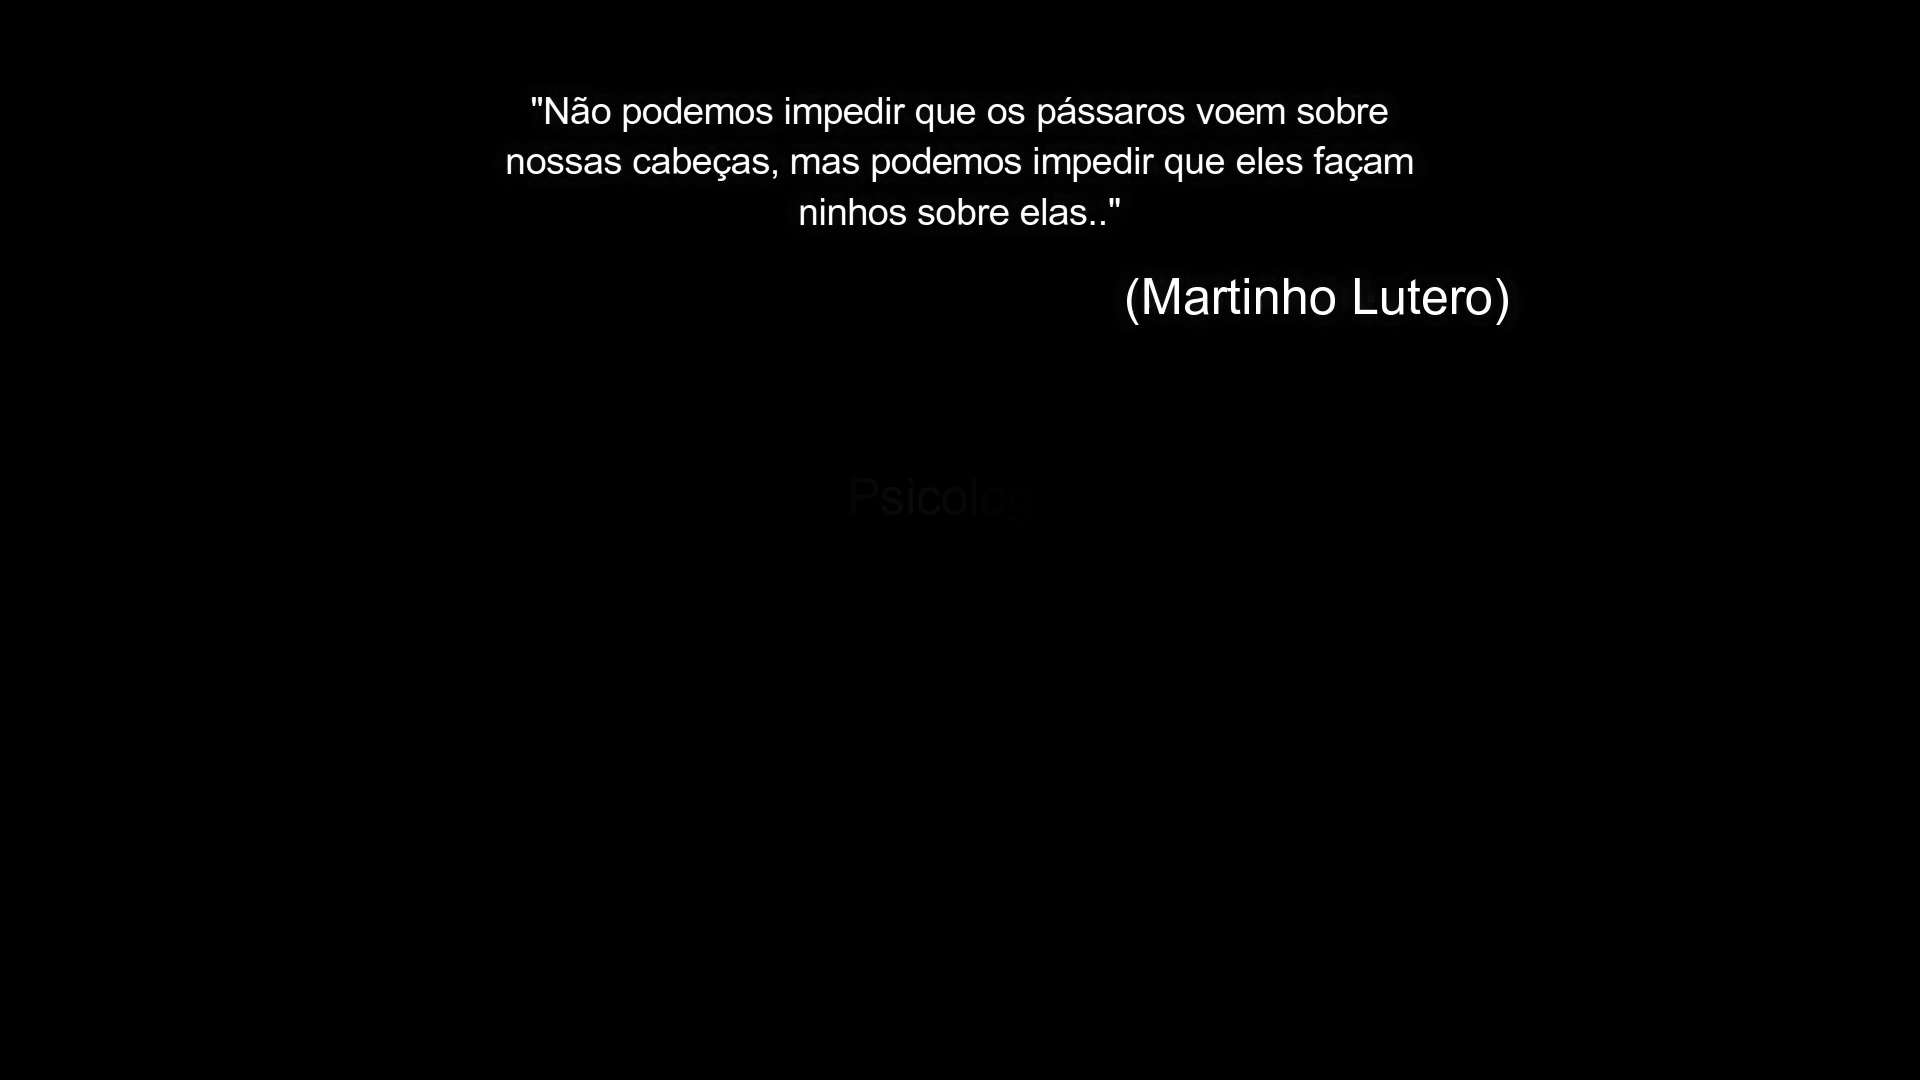 "Não podemos impedir que os pássaros voem sobre
nossas cabeças, mas podemos impedir que eles façam
ninhos sobre elas.."
(Martinho Lutero)
Psicolog